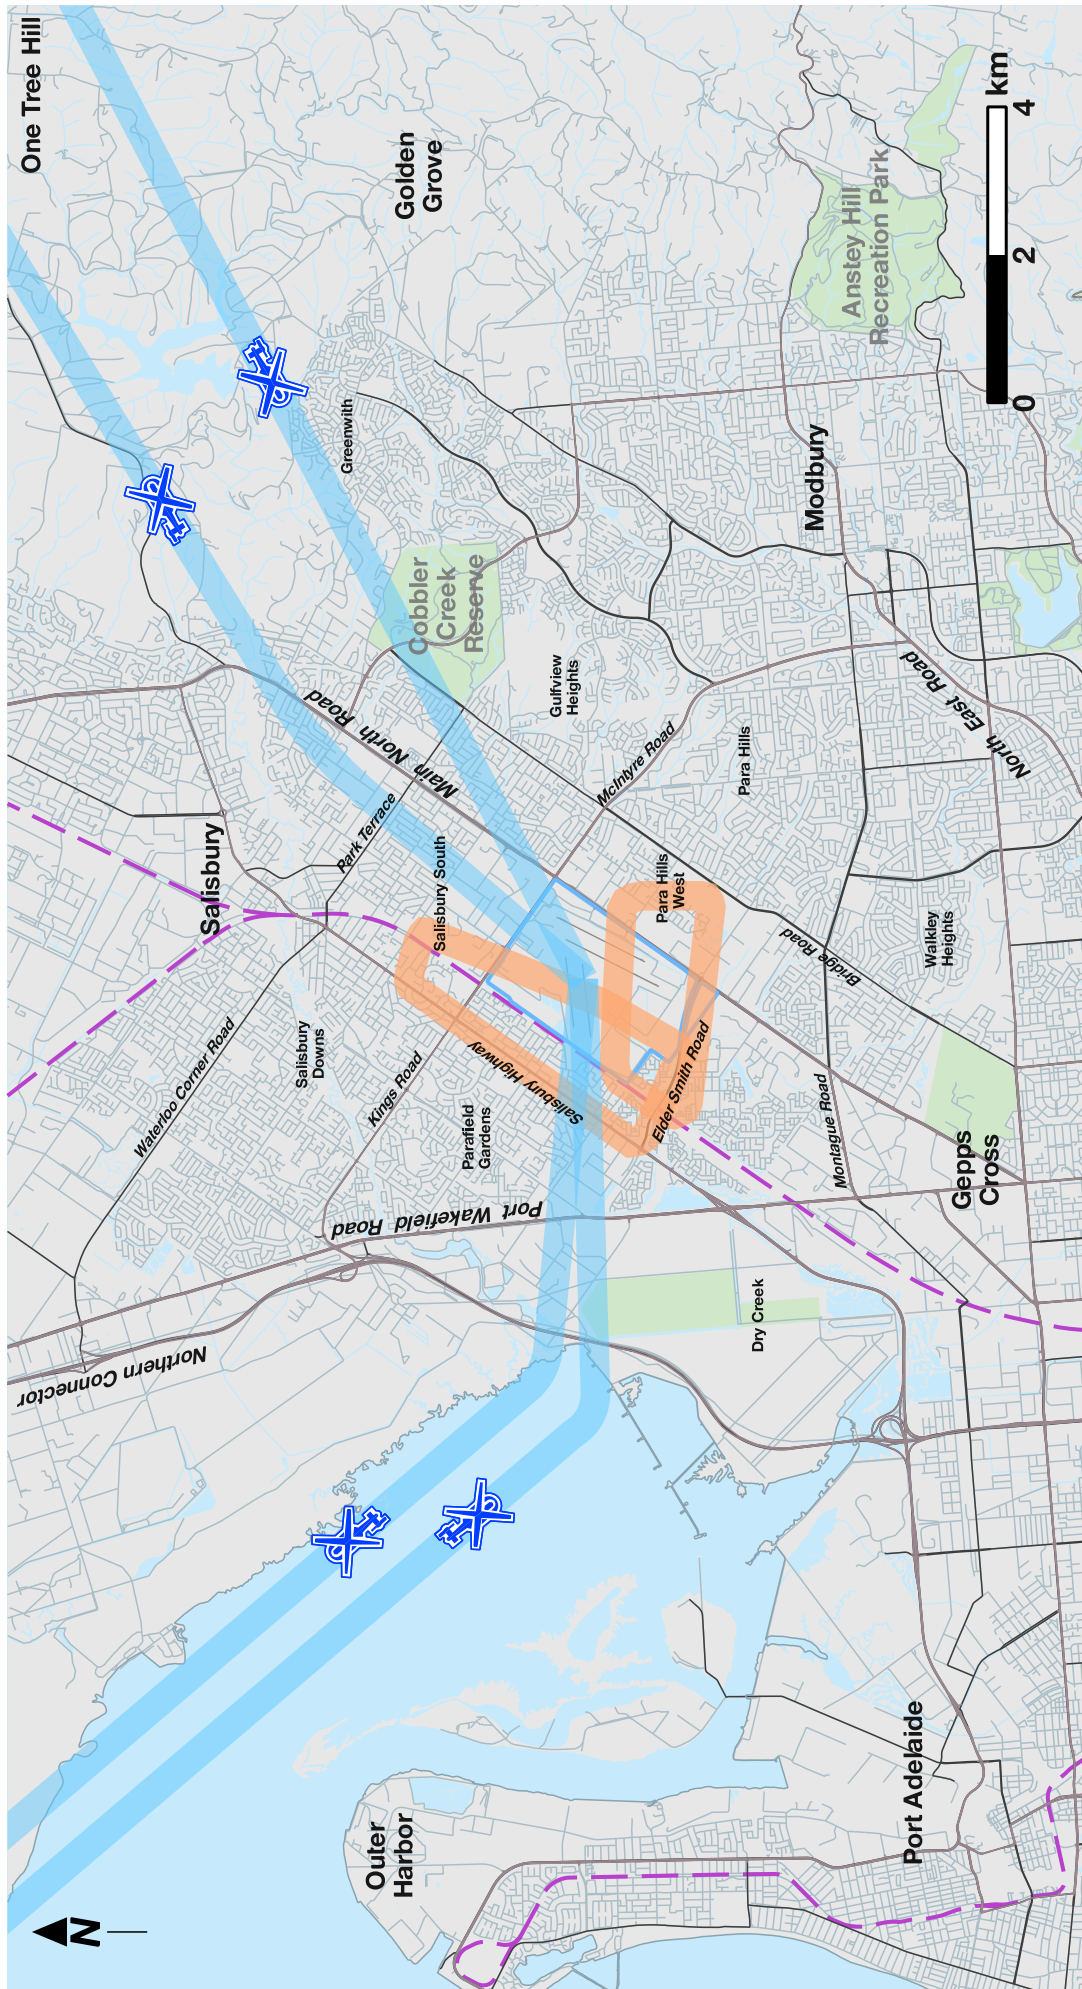 One Tree Hill
N
Northern Connector
Waterloo Corner Road
Salisbury
Salisbury
Downs
Park Terrace
Greenwith
Main North Road
Outer
Harbor
Kings Road
Golden
Grove
Port Wakefield Road
Salisbury South
Cobbler
Creek
Reserve
Parafield
Gardens
Salisbury Highway
Gulfview
Heights
McIntyre Road
Elder Smith Road
Para Hills
West
Para Hills
Dry Creek
Bridge Road
Modbury
Montague Road
Anstey Hill
Recreation Park
Port Adelaide
Walkley
Heights
North East Road
Gepps
Cross
0
2
4
km